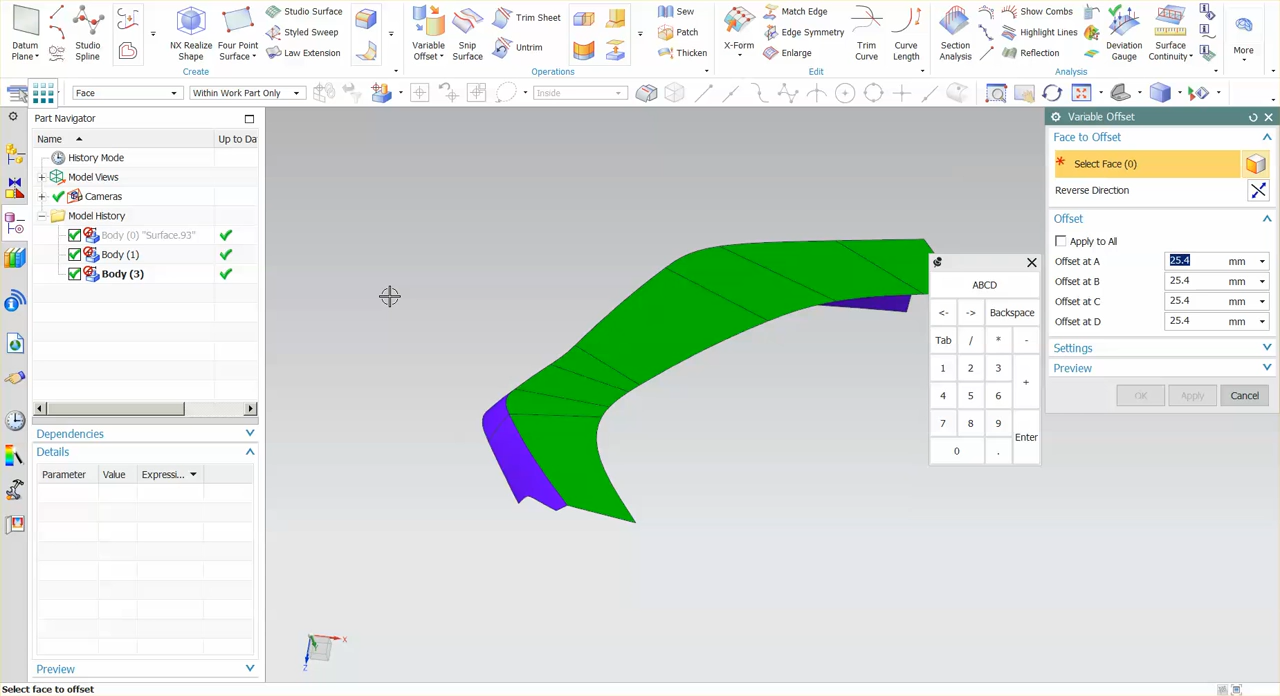 Datum
Plane
Studio
Spline
NX Realize
Shape
Four Point
Surface
Studio Surface
Styled Sweep
Law Extension
Create
Variable
Offset
Snip
Surface
Trim Sheet
Untrim
Operations
Sew
Patch
Thicken
X-Form
Match Edge
Edge Symmetry
Enlarge
Trim
Curve
Curve
Length
Edit
Section
Analysis
Show Combs
Highlight Lines
Reflection
Deviation
Gauge
Surface
Continuity
Analysis
More
Face
Within Work Part Only
Inside
Part Navigator
Name
Up to Da
History Mode
Model Views
Cameras
Model History
Body (0) "Surface.93"
Body (1)
Body (3)
Dependencies
Details
Parameter Value Expressi...
Preview
Select face to offset
X
Z
Variable Offset
Face to Offset
* Select Face (0)
Reverse Direction
Offset
Apply to All
Offset at A 25.4 mm
Offset at B 25.4 mm
Offset at C 25.4 mm
Offset at D 25.4 mm
Settings
Preview
OK Apply Cancel
ABCD
<- -> Backspace
Tab / * -
1 2 3 +
4 5 6
7 8 9 Enter
0 .